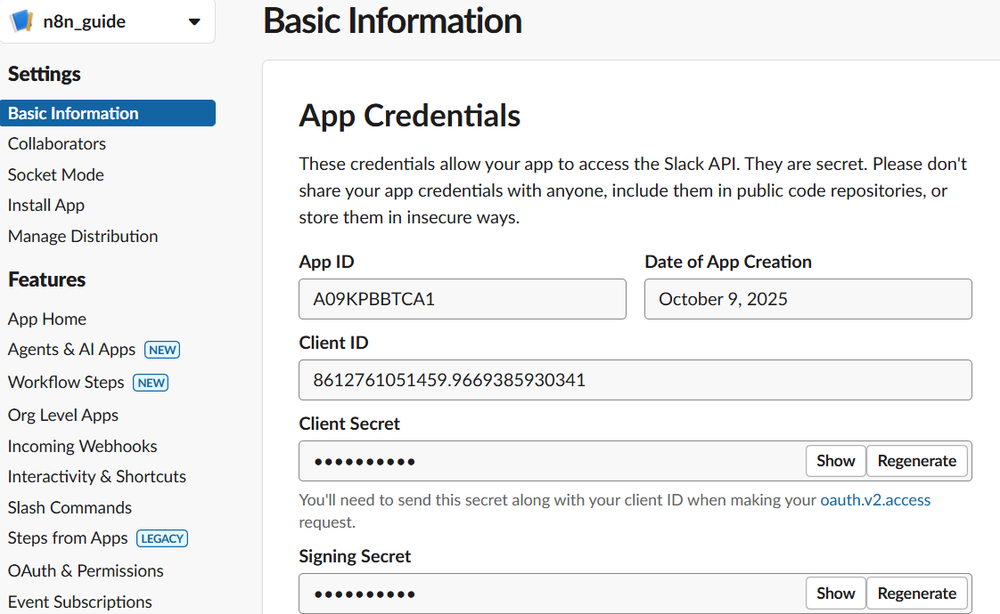 n8n_guide
Settings
Basic Information
Collaborators
Socket Mode
Install App
Manage Distribution
Features
App Home
Agents & AI Apps NEW
Workflow Steps NEW
Org Level Apps
Incoming Webhooks
Interactivity & Shortcuts
Slash Commands
Steps from Apps LEGACY
OAuth & Permissions
Event Subscriptions
Basic Information
App Credentials
These credentials allow your app to access the Slack API. They are secret. Please don't
share your app credentials with anyone, include them in public code repositories, or
store them in insecure ways.
App ID
A09KPBBTCA1
Date of App Creation
October 9, 2025
Client ID
8612761051459.9669385930341
Client Secret
•••••••••• Show Regenerate
You'll need to send this secret along with your client ID when making your oauth.v2.access
request.
Signing Secret
•••••••••• Show Regenerate